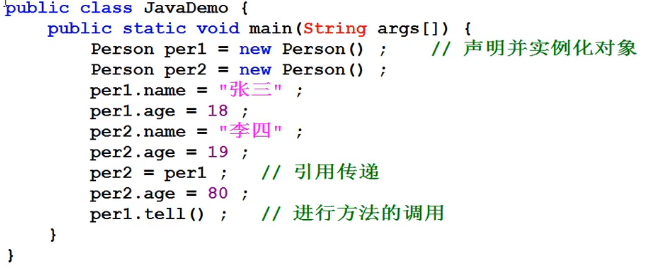 public class JavaDemo {
    public static void main(String args[]) {
        Person per1 = new Person() ;    // 声明并实例化对象
        Person per2 = new Person() ;
        per1.name = "张三" ;
        per1.age = 18 ;
        per2.name = "李四" ;
        per2.age = 19 ;
        per2 = per1 ;   // 引用传递
        per2.age = 80 ;
        per1.tell() ;   // 进行方法的调用
    }
}